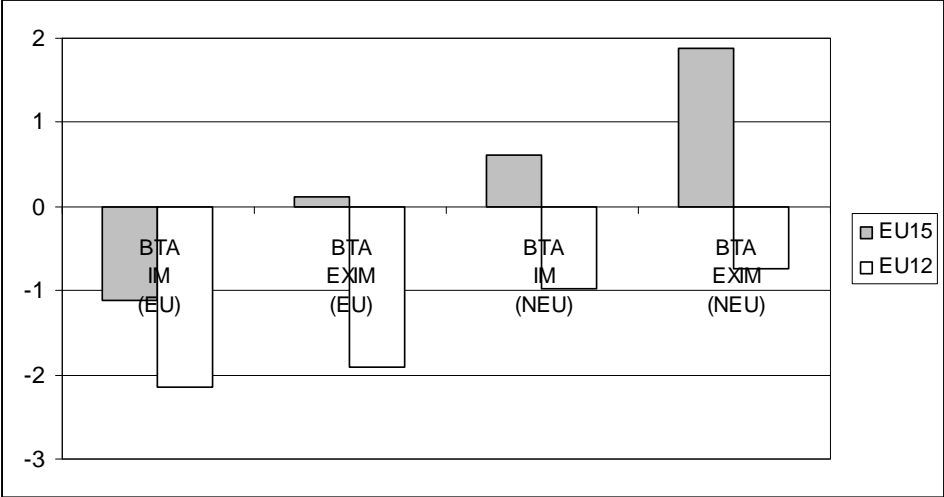 2
1
0
-1
-2
-3
BTA
IM
(EU)
BTA
EXIM
(EU)
BTA
IM
(NEU)
BTA
EXIM
(NEU)
EU15
EU12